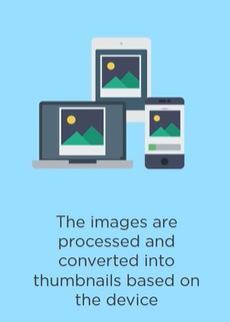 The images are
processed and
converted into
thumbnails based on
the device